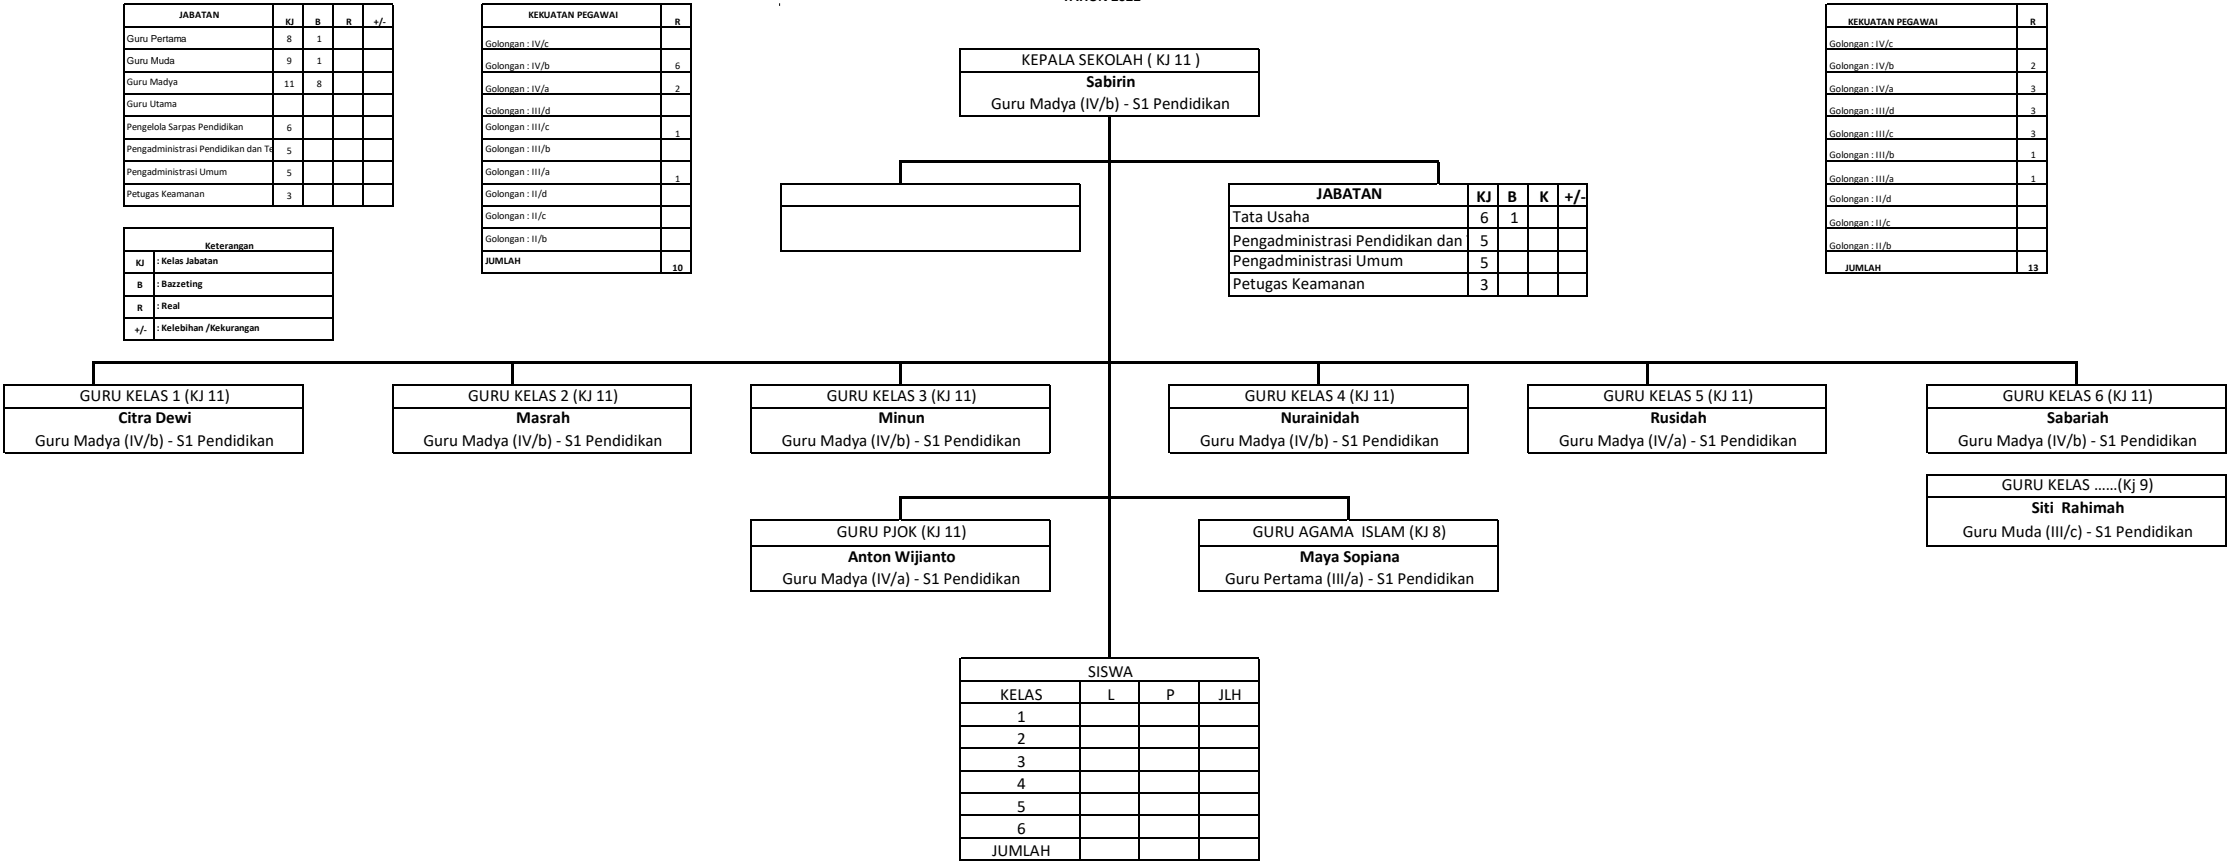 TAHUN 2022
JABATAN KJ B R +/-
Guru Pertama 8 1
Guru Muda 9 1
Guru Madya 11 8
Guru Utama
Pengelola Sarpas Pendidikan 6
Pengadministrasi Pendidikan dan Te 5
Pengadministrasi Umum 5
Petugas Keamanan 3
Keterangan
KJ : Kelas Jabatan
B : Bazzeting
R : Real
+/- : Kelebihan /Kekurangan
KEKUATAN PEGAWAI R
Golongan : IV/c
Golongan : IV/b 6
Golongan : IV/a 2
Golongan : III/d
Golongan : III/c 1
Golongan : III/b
Golongan : III/a 1
Golongan : II/d
Golongan : II/c
Golongan : II/b
JUMLAH 10
KEPALA SEKOLAH ( KJ 11 )
Sabirin
Guru Madya (IV/b) - S1 Pendidikan
JABATAN KJ B K +/-
Tata Usaha 6 1
Pengadministrasi Pendidikan dan 5
Pengadministrasi Umum 5
Petugas Keamanan 3
KEKUATAN PEGAWAI R
Golongan : IV/c
Golongan : IV/b 2
Golongan : IV/a 3
Golongan : III/d 3
Golongan : III/c 3
Golongan : III/b 1
Golongan : III/a 1
Golongan : II/d
Golongan : II/c
Golongan : II/b
JUMLAH 13
GURU KELAS 1 (KJ 11)
Citra Dewi
Guru Madya (IV/b) - S1 Pendidikan
GURU KELAS 2 (KJ 11)
Masrah
Guru Madya (IV/b) - S1 Pendidikan
GURU KELAS 3 (KJ 11)
Minun
Guru Madya (IV/b) - S1 Pendidikan
GURU KELAS 4 (KJ 11)
Nurainidah
Guru Madya (IV/b) - S1 Pendidikan
GURU KELAS 5 (KJ 11)
Rusidah
Guru Madya (IV/a) - S1 Pendidikan
GURU KELAS 6 (KJ 11)
Sabariah
Guru Madya (IV/b) - S1 Pendidikan
GURU KELAS ......(Kj 9)
Siti Rahimah
Guru Muda (III/c) - S1 Pendidikan
GURU PJOK (KJ 11)
Anton Wijianto
Guru Madya (IV/a) - S1 Pendidikan
GURU AGAMA ISLAM (KJ 8)
Maya Sopiana
Guru Pertama (III/a) - S1 Pendidikan
SISWA
KELAS L P JLH
1
2
3
4
5
6
JUMLAH